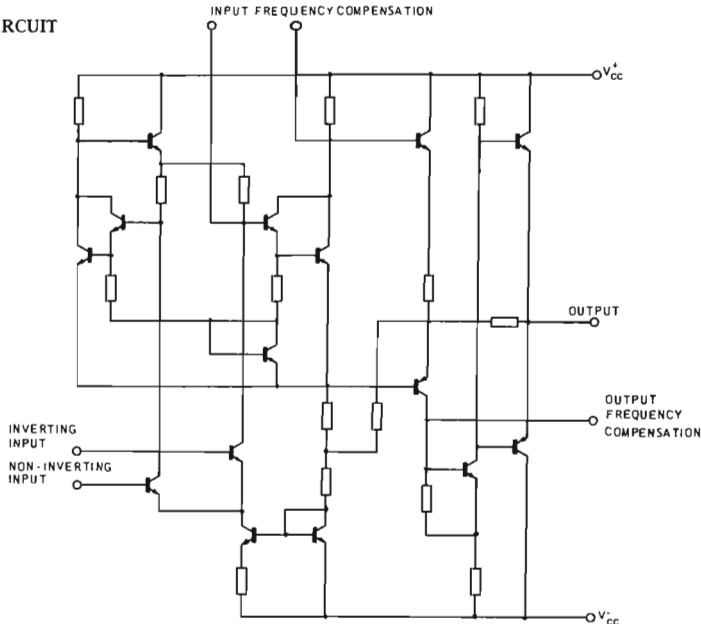 INPUT FREQUENCY COMPENSATION
RCUIT
V+CC
OUTPUT
OUTPUT
FREQUENCY
COMPENSATION
INVERTING
INPUT
NON-INVERTING
INPUT
V-CC